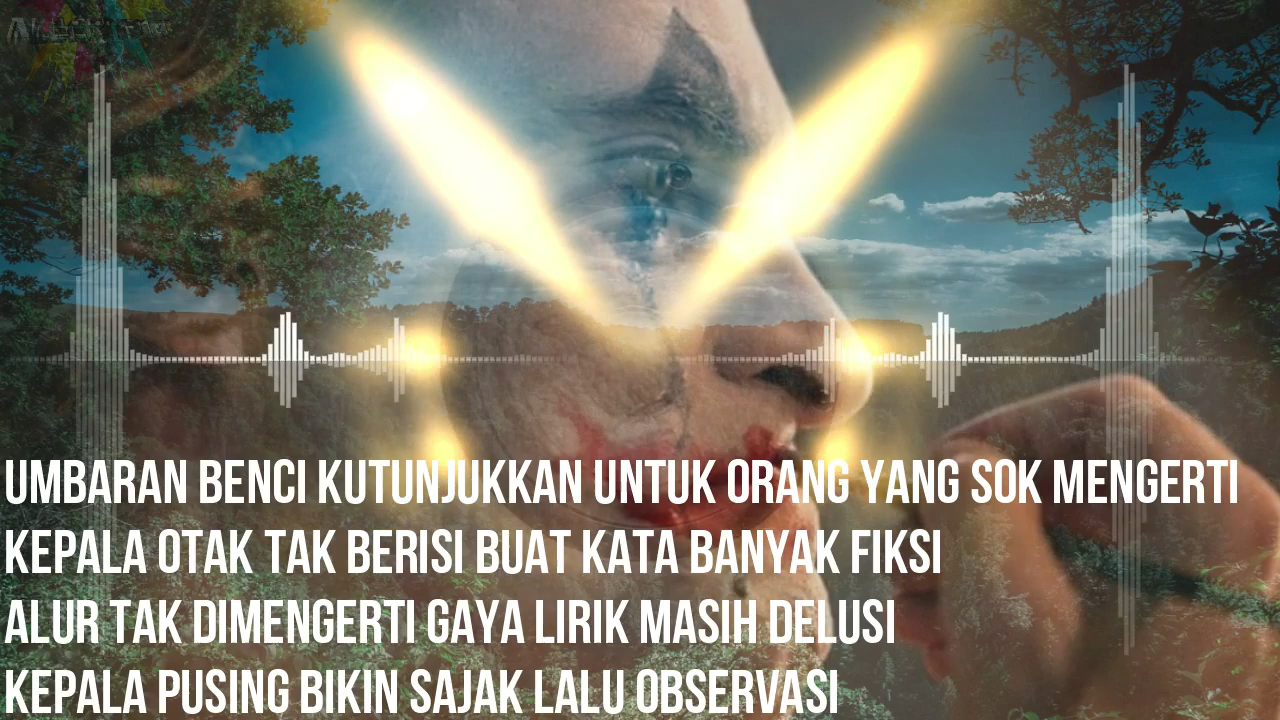 UMBARAN BENCI KUTUNJUKKAN UNTUK ORANG YANG SOK MENGERTI
KEPALA OTAK TAK BERISI BUAT KATA BANYAK FIKSI
ALUR TAK DIMENGERTI GAYA LIRIK MASIH DELUSI
KEPALA PUSING BIKIN SAJAK LALU OBSERVASI